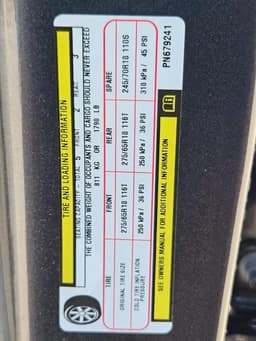 TIRE AND LOADING INFORMATION
SEATING CAPACITY - TOTAL 5 FRONT 2 REAR 3
THE COMBINED WEIGHT OF OCCUPANTS AND CARGO SHOULD NEVER EXCEED
811 KG OR 1790 LB
TIRE FRONT REAR SPARE
ORIGINAL TIRE SIZE 275/65R18 116T 275/65R18 116T 245/70R18 110S
COLD TIRE INFLATION PRESSURE 250 kPa / 36 PSI 250 kPa / 36 PSI 310 kPa / 45 PSI
SEE OWNERS MANUAL FOR ADDITIONAL INFORMATION
PN679241